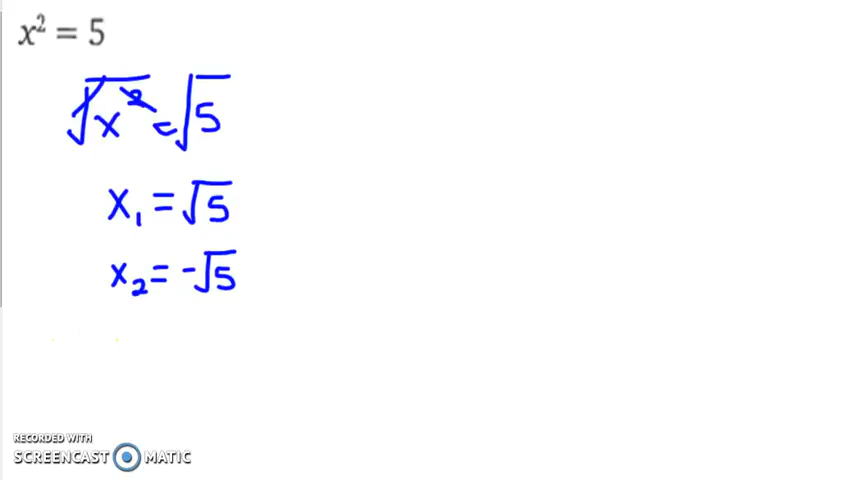 x² = 5
√x² = √5
x₁ = √5
x₂ = -√5
RECORDED WITH
SCREENCAST MATIC